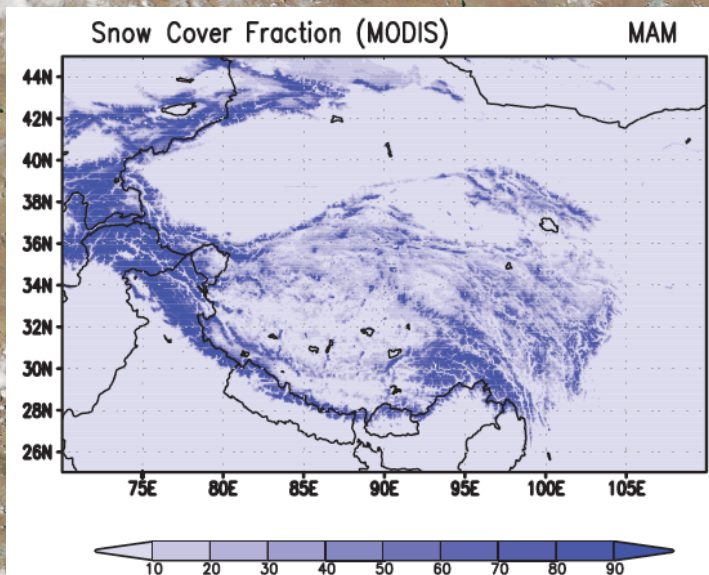 Snow Cover Fraction (MODIS) MAM
44N
42N
40N
38N
36N
34N
32N
30N
28N
26N
75E 80E 85E 90E 95E 100E 105E
10 20 30 40 50 60 70 80 90